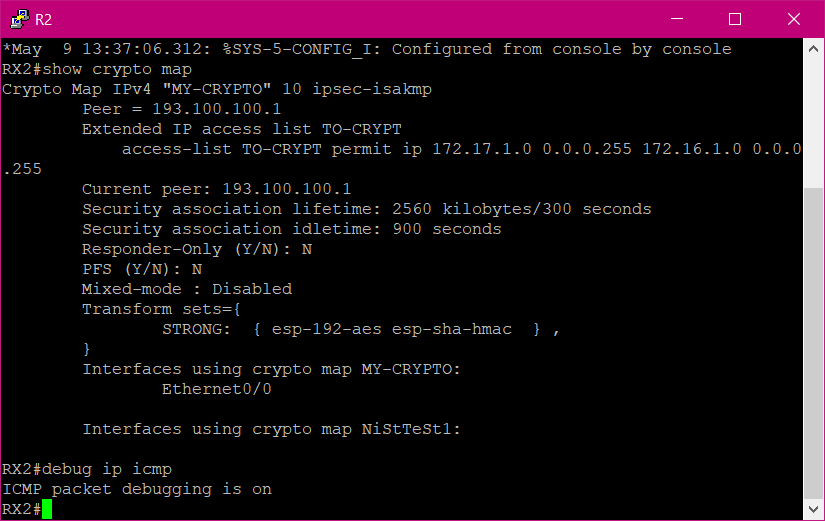 R2
*May  9 13:37:06.312: %SYS-5-CONFIG_I: Configured from console by console
RX2#show crypto map
Crypto Map IPv4 "MY-CRYPTO" 10 ipsec-isakmp
        Peer = 193.100.100.1
        Extended IP access list TO-CRYPT
            access-list TO-CRYPT permit ip 172.17.1.0 0.0.0.255 172.16.1.0 0.0.0
.255
        Current peer: 193.100.100.1
        Security association lifetime: 2560 kilobytes/300 seconds
        Security association idletime: 900 seconds
        Responder-Only (Y/N): N
        PFS (Y/N): N
        Mixed-mode : Disabled
        Transform sets={
                STRONG:  { esp-192-aes esp-sha-hmac  } ,
        }
        Interfaces using crypto map MY-CRYPTO:
                Ethernet0/0
        Interfaces using crypto map NiStTeSt1:
RX2#debug ip icmp
ICMP packet debugging is on
RX2#